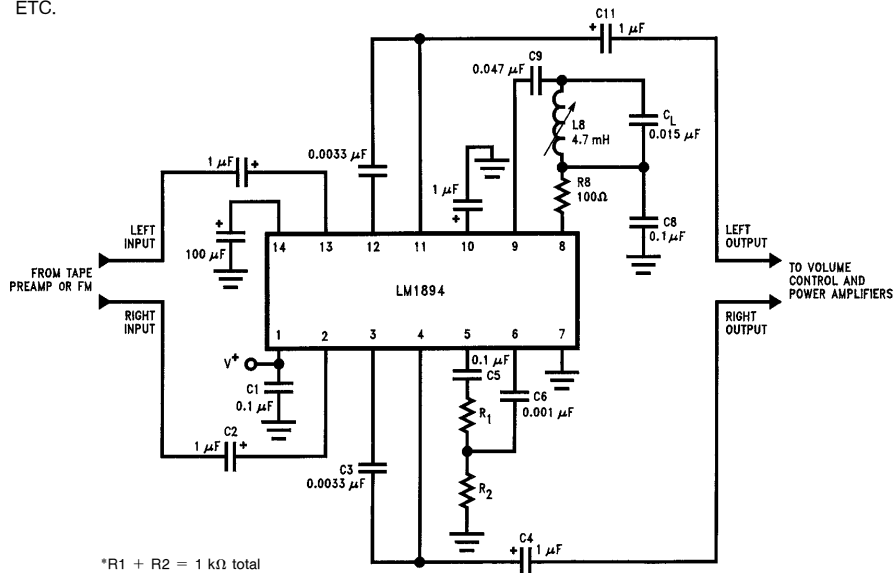 ETC.
C11
+ 1 μF
C9
0.047 μF
L8
4.7 mH
CL
0.015 μF
0.0033 μF
1 μF +
1 μF
+
R8
100Ω
C8
0.1 μF
+
100 μF
LEFT
INPUT
14 13 12 11 10 9 8
LEFT
OUTPUT
FROM TAPE
PREAMP OR FM
LM1894
TO VOLUME
CONTROL AND
POWER AMPLIFIERS
RIGHT
INPUT
RIGHT
OUTPUT
1 2 3 4 5 6 7
V+
C1
0.1 μF
0.1 μF
C5
C6
0.001 μF
R1
C2
1 μF +
C3
0.0033 μF
R2
C4
+ 1 μF
*R1 + R2 = 1 kΩ total